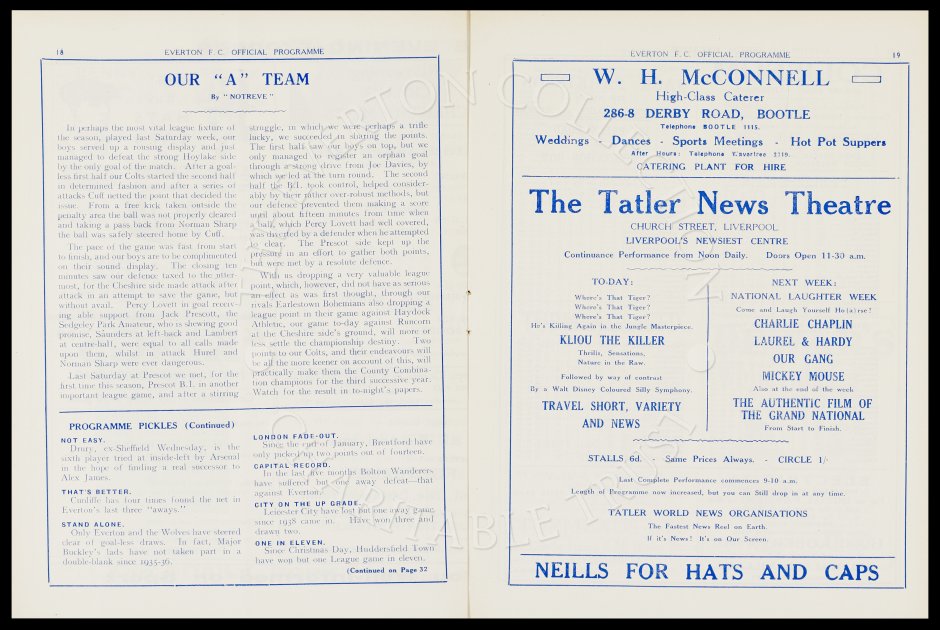 18
EVERTON F. C. OFFICIAL PROGRAMME
OUR "A" TEAM
By "NOTREVE"
In perhaps the most vital league fixture of
the season, played last Saturday week, our
boys served up a rousing display and just
managed to defeat the strong Hoylake side
by the only goal of the match. After a goal-
less first half our Colts started the second half
in determined fashion and after a series of
attacks Cuff netted the point that decided the
issue. From a free kick taken outside the
penalty area the ball was not properly cleared
and taking a pass back from Norman Sharp
the ball was safely steered home by Cuff.
The pace of the game was fast from start
to finish, and our boys are to be complimented
on their sound display. The closing ten
minutes saw our defence taxed to the utter-
most, for the Cheshire side made attack after
attack in an attempt to save the game, but
without avail. Percy Lovett in goal receiv-
ing able support from Jack Prescott, the
Sedgeley Park Amateur, who is shewing good
promise, Saunders at left-back and Lambert
at centre-half, were equal to all calls made
upon them, whilst in attack Hurel and
Norman Sharp were ever dangerous.
Last Saturday at Prescot we met, for the
first time this season, Prescot B.I. in another
important league game, and after a stirring
struggle, in which we were perhaps a trifle
lucky, we succeeded in sharing the points.
The first half saw our boys on top, but we
only managed to register an orphan goal
through a strong drive from Joe Davies, by
which we led at the turn round. The second
half the B.I. took control, helped consider-
ably by their rather over-robust methods, but
our defence prevented them making a score
until about fifteen minutes from time when
a ball, which Percy Lovett had well covered,
was diverted by a defender when he attempted
to clear. The Prescot side kept up the
pressure in an effort to gather both points,
but were met by a resolute defence.
With us dropping a very valuable league
point, which, however, did not have as serious
an effect as was first thought, through our
rivals Earlestown Bohemians also dropping a
league point in their game against Haydock
Athletic, our game to-day against Runcorn
at the Cheshire side's ground, will more or
less settle the championship destiny. Two
points to our Colts, and their endeavours will
be all the more keener on account of this, will
practically make them the County Combina-
tion champions for the third successive year.
Watch for the result in to-night's papers.
PROGRAMME PICKLES (Continued)
NOT EASY.
Drury, ex-Sheffield Wednesday, is the
sixth player tried at inside-left by Arsenal
in the hope of finding a real successor to
Alex James.
THAT'S BETTER.
Cunliffe has four times found the net in
Everton's last three "aways."
STAND ALONE.
Only Everton and the Wolves have steered
clear of goal-less draws. In fact, Major
Buckley's lads have not taken part in a
double-blank since 1935-36.
LONDON FADE-OUT.
Since the end of January, Brentford have
only picked up two points out of fourteen.
CAPITAL RECORD.
In the last five months Bolton Wanderers
have suffered but one away defeat—that
against Everton.
CITY ON THE UP GRADE.
Leicester City have lost but one away game
since 1938 came in. Have won three and
drawn two.
ONE IN ELEVEN.
Since Christmas Day, Huddersfield Town
have won but one League game in eleven.
(Continued on Page 32
EVERTON F. C. OFFICIAL PROGRAMME
19
W. H. McCONNELL
High-Class Caterer
286-8 DERBY ROAD, BOOTLE
Telephone BOOTLE 1115.
Weddings - Dances - Sports Meetings - Hot Pot Suppers
After Hours: Telephone
CATERING PLANT FOR HIRE
The Tatler News Theatre
CHURCH STREET, LIVERPOOL
LIVERPOOL'S NEWSIEST CENTRE
Continuance Performance from Noon Daily. Doors Open 11-30 a.m.
TO-DAY:
Where's That Tiger?
Where's That Tiger?
Where's That Tiger?
He's Killing Again in the Jungle Masterpiece.
KLIOU THE KILLER
Thrills, Sensations,
Nature in the Raw.
Followed by way of contrast
By a Walt Disney Coloured Silly Symphony.
TRAVEL SHORT, VARIETY
AND NEWS
NEXT WEEK:
NATIONAL LAUGHTER WEEK
Come and Laugh Yourself Ho(a)rse!
CHARLIE CHAPLIN
LAUREL & HARDY
OUR GANG
MICKEY MOUSE
Also at the end of the week
THE AUTHENTIC FILM OF
THE GRAND NATIONAL
From Start to Finish.
STALLS 6d. - Same Prices Always. - CIRCLE 1/-
Last Complete Performance commences 9-10 a.m.
Length of Programme now increased, but you can Still drop in at any time.
TATLER WORLD NEWS ORGANISATIONS
The Fastest News Reel on Earth.
If it's News! It's on Our Screen.
NEILLS FOR HATS AND CAPS